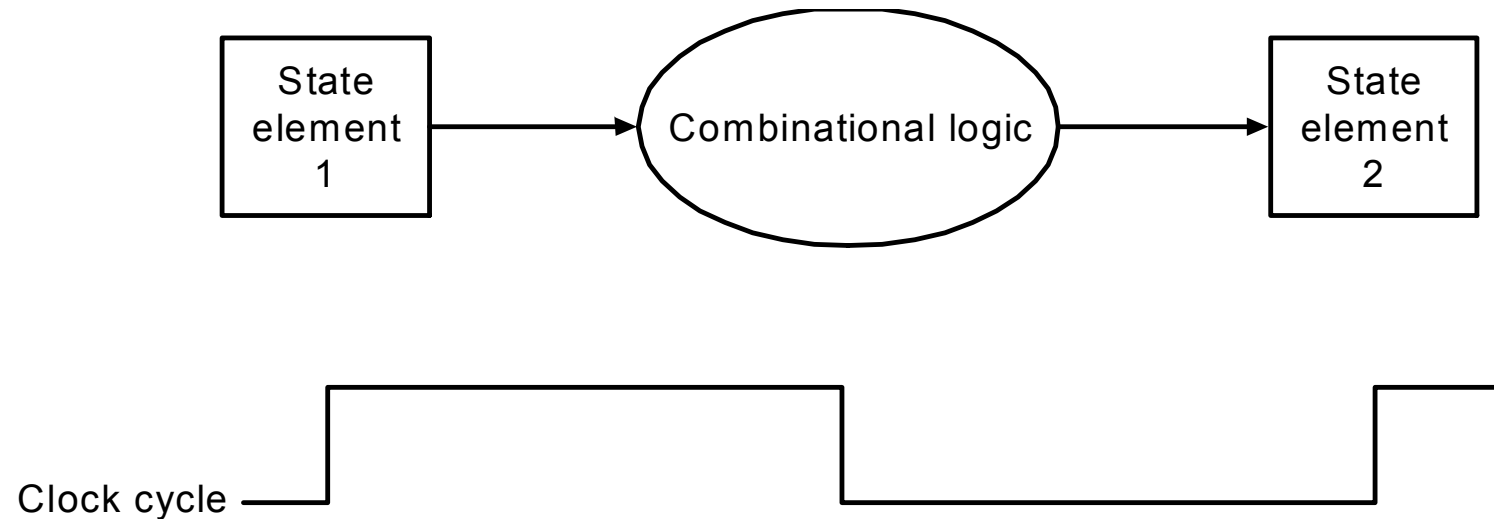 State
element
1
Combinational logic
State
element
2
Clock cycle